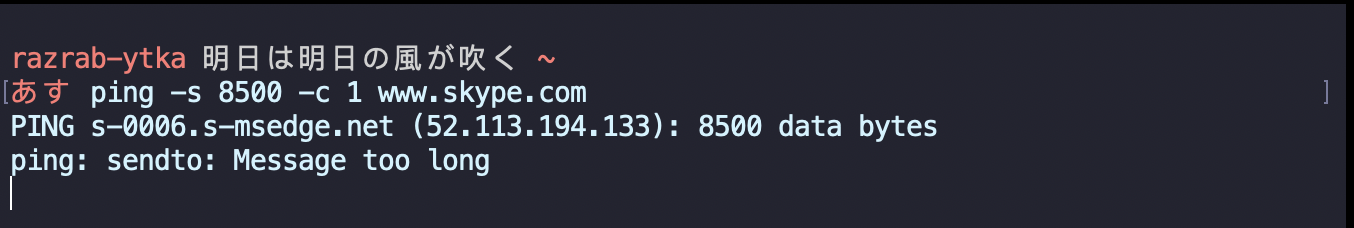 razrab-ytka 明日は明日の風が吹く ~
[あす ping -s 8500 -c 1 www.skype.com ]
PING s-0006.s-msedge.net (52.113.194.133): 8500 data bytes
ping: sendto: Message too long